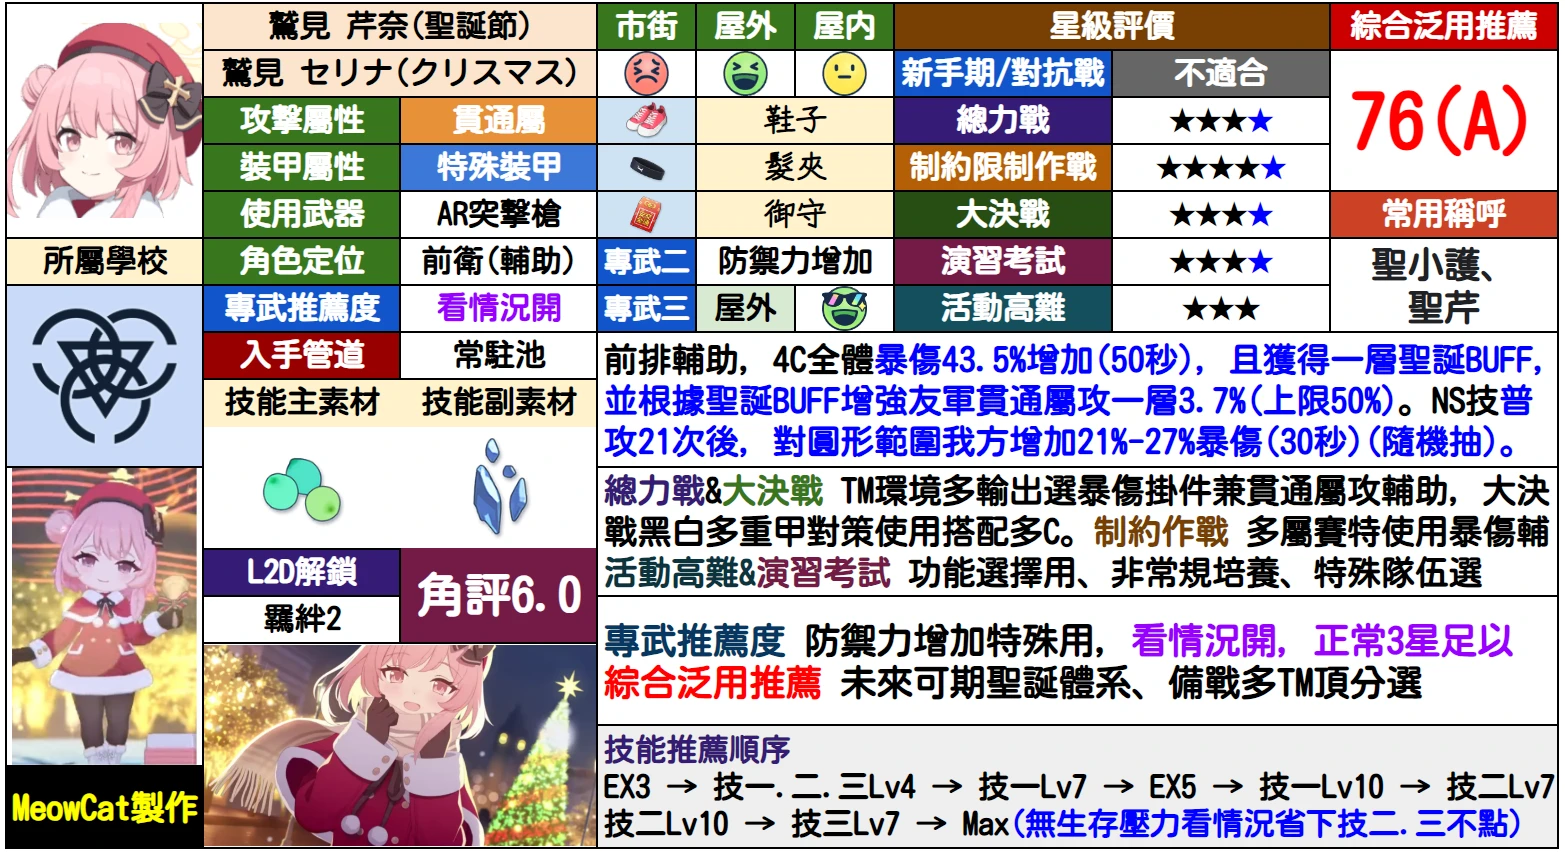 鷲見 芹奈(聖誕節)
鷲見 セリナ(クリスマス)
市街 屋外 屋内
星級評價
綜合泛用推薦
新手期/對抗戰 不適合
76(A)
攻擊屬性 貫通屬
鞋子
總力戰 ★★★★
裝甲屬性 特殊裝甲
髮夾
制約限制作戰 ★★★★★
使用武器 AR突擊槍
御守
大決戰 ★★★★
常用稱呼
所屬學校
角色定位 前衛(輔助)
專武二 防禦力增加
演習考試 ★★★★
聖小護、
聖芹
專武推薦度 看情況開
專武三 屋外
活動高難 ★★★
入手管道 常駐池
技能主素材 技能副素材
前排輔助, 4C全體暴傷43.5%增加(50秒), 且獲得一層聖誕BUFF,
並根據聖誕BUFF增強友軍貫通屬攻一層3.7%(上限50%)。NS技普
攻21次後, 對圓形範圍我方增加21%-27%暴傷(30秒)(隨機抽)。
總力戰&大決戰 TM環境多輸出選暴傷掛件兼貫通屬攻輔助, 大決
戰黑白多重甲對策使用搭配多C。制約作戰 多屬賽特使用暴傷輔
活動高難&演習考試 功能選擇用、非常規培養、特殊隊伍選
L2D解鎖
羈絆2
角評6.0
專武推薦度 防禦力增加特殊用, 看情況開, 正常3星足以
綜合泛用推薦 未來可期聖誕體系、備戰多TM頂分選
技能推薦順序
EX3 → 技一.二.三Lv4 → 技一Lv7 → EX5 → 技一Lv10 → 技二Lv7
技二Lv10 → 技三Lv7 → Max(無生存壓力看情況省下技二.三不點)
MeowCat製作